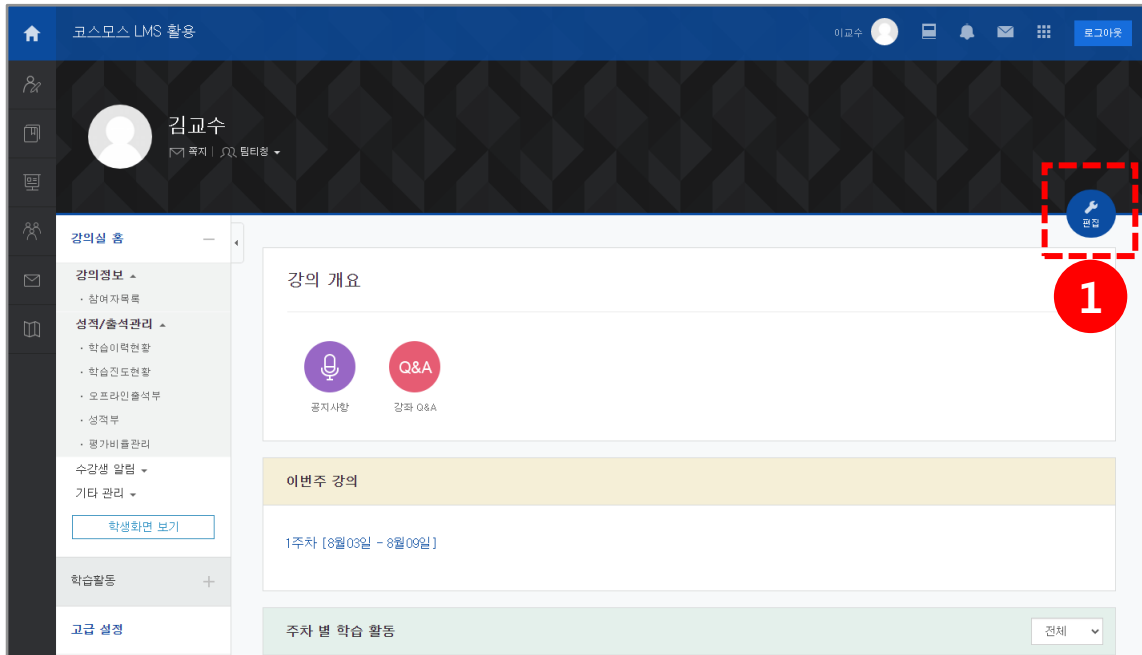 코스모스 LMS 활용
이교수
로그아웃
김교수
쪽지 | 팀티칭
편집
1
강의실 홈
강의정보
· 참여자목록
성적/출석관리
· 학습이력현황
· 학습진도현황
· 오프라인출석부
· 성적부
· 평가비율관리
수강생 알림
기타 관리
학생화면 보기
학습활동
고급 설정
강의 개요
Q&A
공지사항
강좌 Q&A
이번주 강의
1주차 [8월03일 - 8월09일]
주차 별 학습 활동
전체